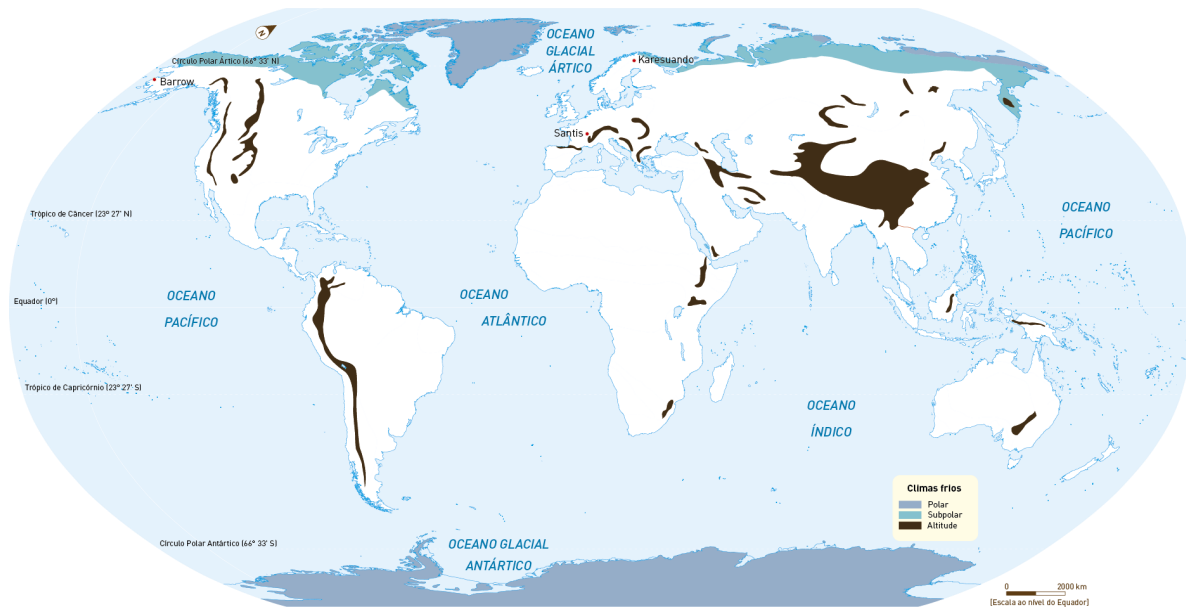 N
OCEANO
GLACIAL
ÁRTICO
Círculo Polar Ártico (66° 33' N)
Karesuando
Barrow
Santis
Trópico de Câncer (23° 27' N)
OCEANO
PACÍFICO
Equador (0°)
OCEANO
PACÍFICO
OCEANO
ATLÂNTICO
Trópico de Capricórnio (23° 27' S)
OCEANO
ÍNDICO
Climas frios
Polar
Subpolar
Altitude
Círculo Polar Antártico (66° 33' S)
OCEANO GLACIAL
ANTÁRTICO
0 2000 km
[Escala ao nível do Equador]